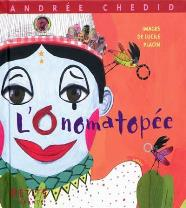 ANDRÉE CHEDID
IMAGES
DE LUCILE
PLACIN
L'Onomatopée